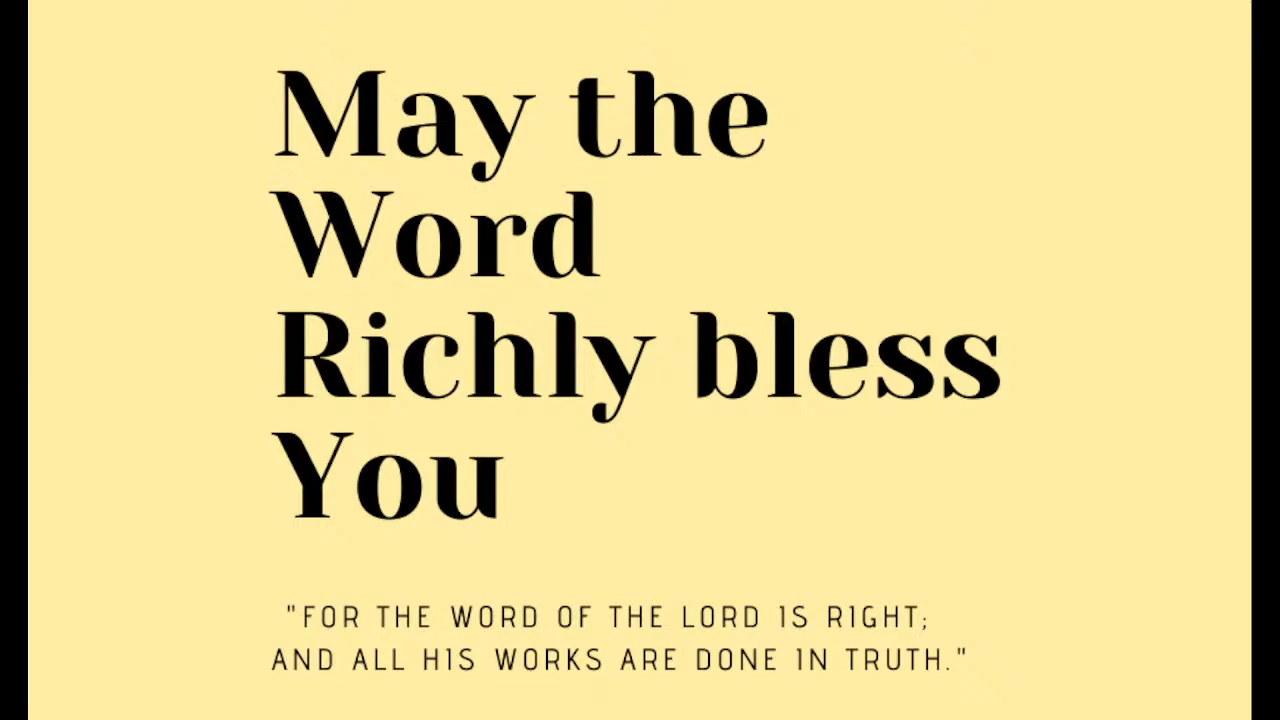 May the
Word
Richly bless
You
"FOR THE WORD OF THE LORD IS RIGHT;
AND ALL HIS WORKS ARE DONE IN TRUTH."